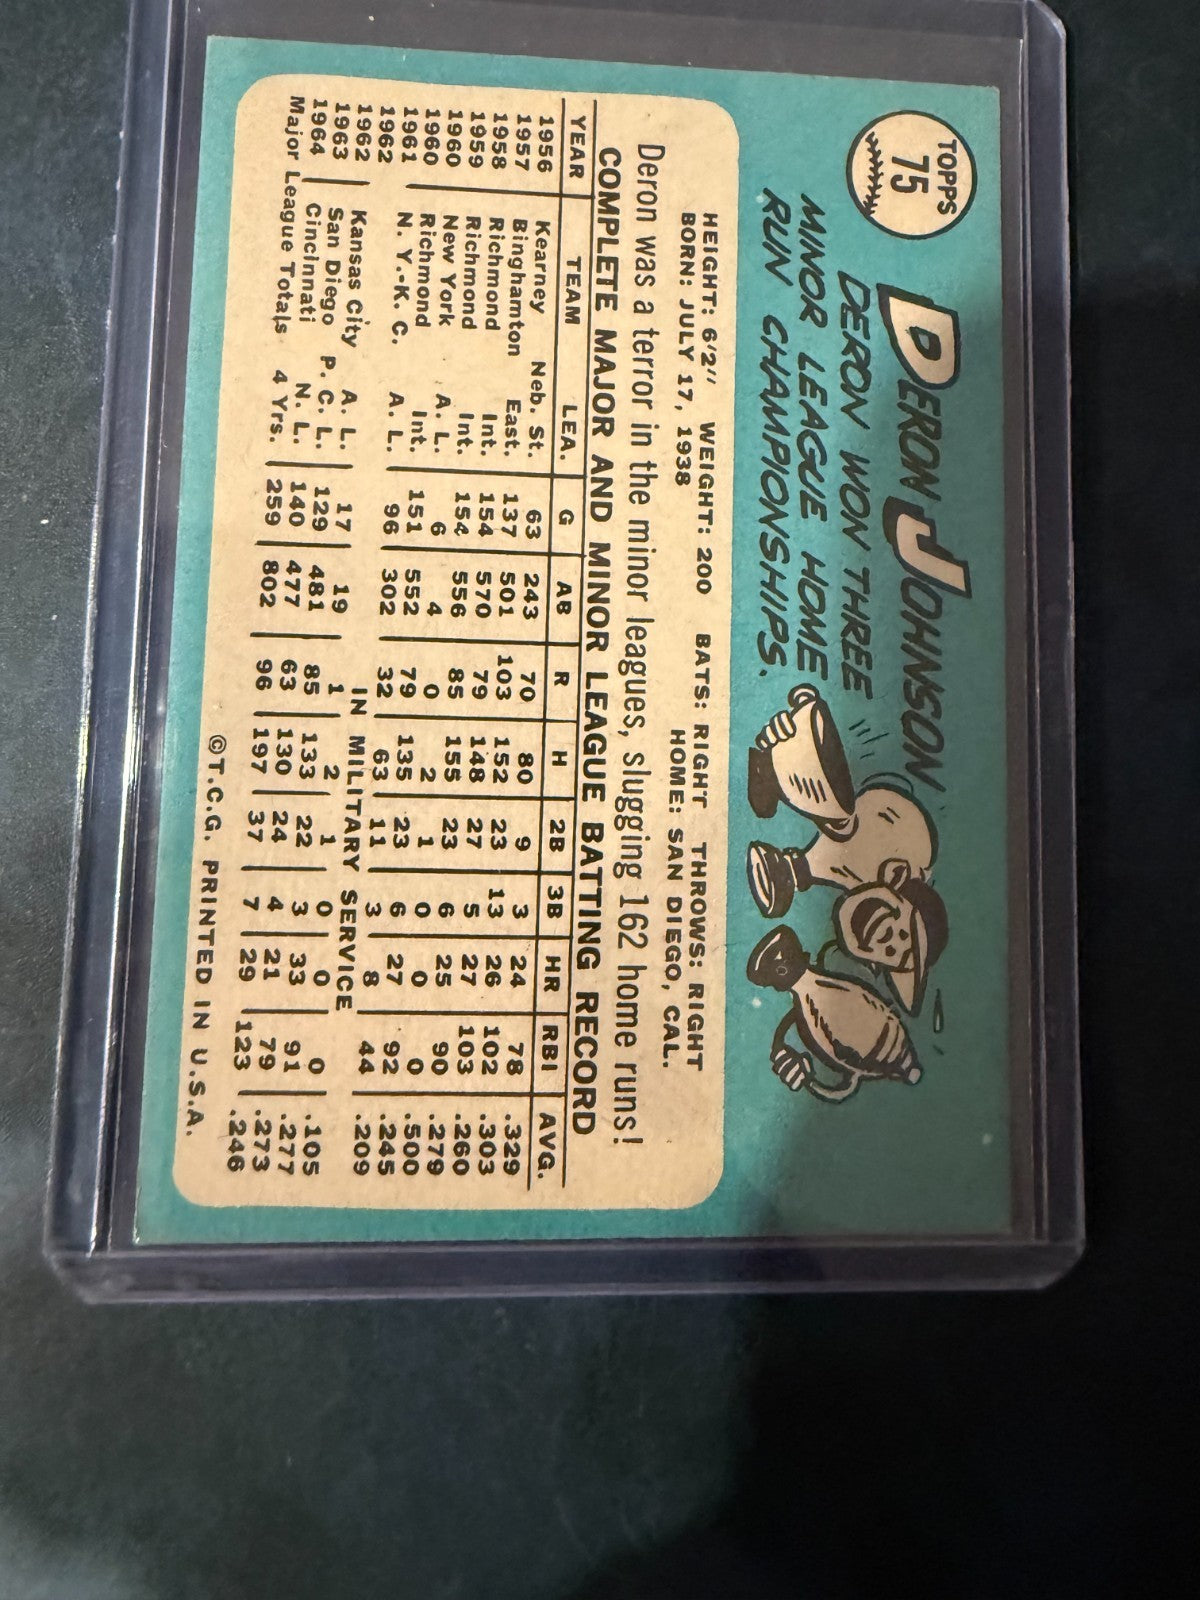 TOPPS
75
DERON JOHNSON
DERON WON THREE
MINOR LEAGUE HOME
RUN CHAMPIONSHIPS.
HEIGHT: 6'2" WEIGHT: 200 BATS: RIGHT THROWS: RIGHT
BORN: JULY 17, 1938 HOME: SAN DIEGO, CAL.
Deron was a terror in the minor leagues, slugging 162 home runs!
COMPLETE MAJOR AND MINOR LEAGUE BATTING RECORD
YEAR TEAM LEA. G AB R H 2B 3B HR RBI AVG.
1956 Kearney Neb. St. 63 243 70 80 9 3 24 78 .329
1957 Binghamton East. 137 501 103 152 23 13 26 102 .303
1958 Richmond Int. 154 570 79 148 27 5 27 103 .260
1959 Richmond Int. 154 556 85 155 23 6 25 90 .279
1960 New York A. L. 6 4 0 2 1 0 0 0 .500
1960 Richmond Int. 151 552 79 135 23 6 27 92 .245
1961 N. Y.-K. C. A. L. 96 302 32 63 11 3 8 44 .209
1962 IN MILITARY SERVICE
1962 Kansas City A. L. 17 19 1 2 1 0 0 0 .105
1963 San Diego P. C. L. 129 481 85 133 22 3 33 91 .277
1964 Cincinnati N. L. 140 477 63 130 24 4 21 79 .273
Major League Totals 4 Yrs. 259 802 96 197 37 7 29 123 .246
©T.C.G. PRINTED IN U.S.A.